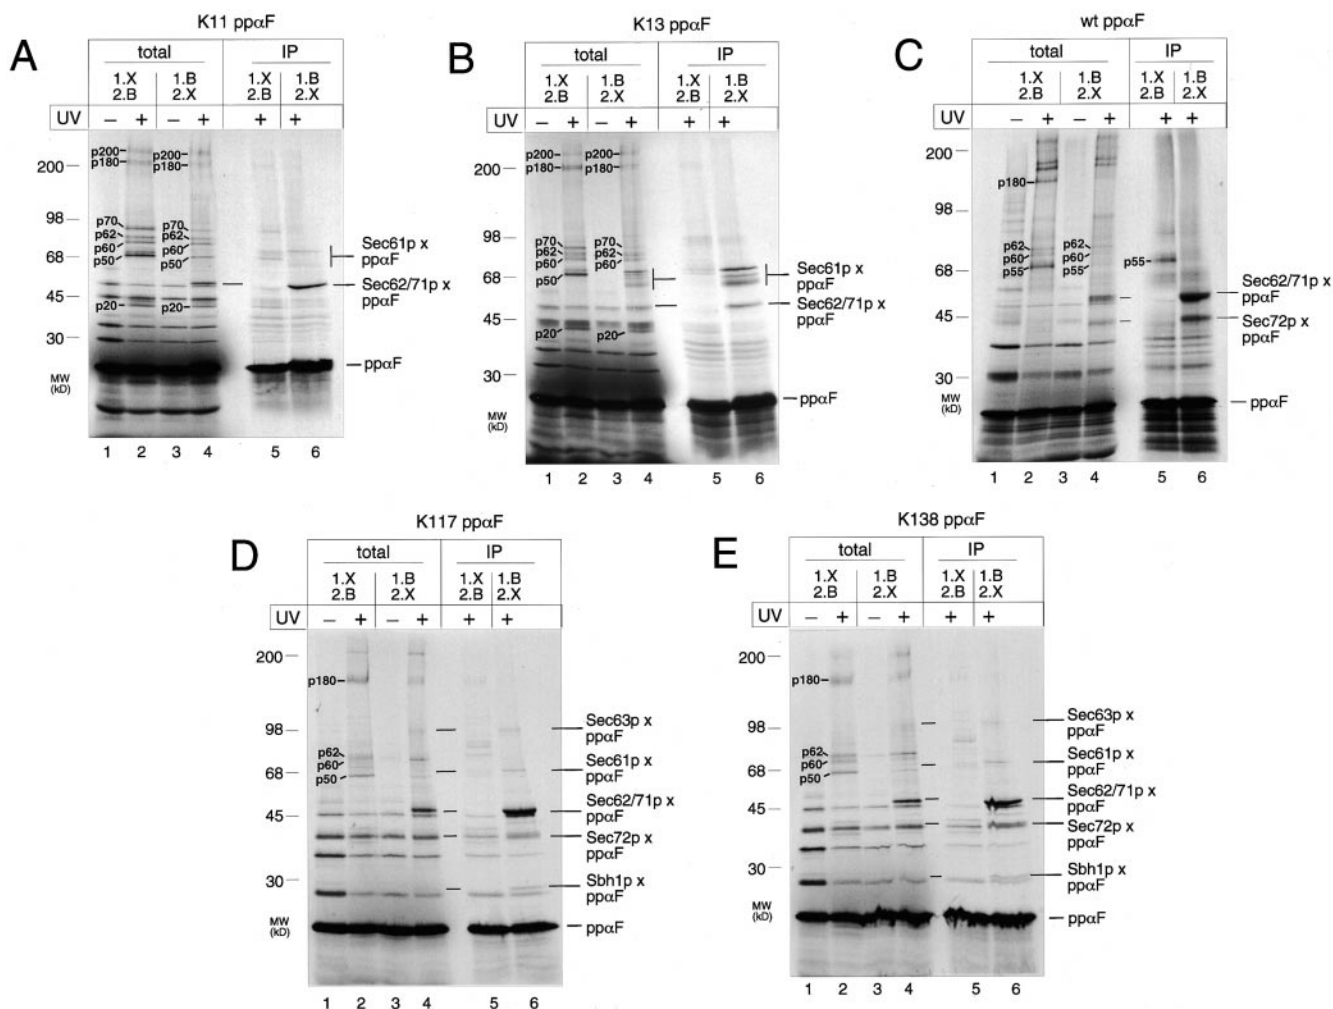 K11 ppαF
A
total IP
1.X 1.B 1.X 1.B
2.B 2.X 2.B 2.X
UV – + – + + +
200
98
68
45
30
MW
(kD)
p200
p180
p70
p62
p60
p50
p20
p200
p180
p70
p62
p60
p50
p20
Sec61p x
ppαF
Sec62/71p x
ppαF
ppαF
1 2 3 4 5 6
K13 ppαF
B
total IP
1.X 1.B 1.X 1.B
2.B 2.X 2.B 2.X
UV – + – + + +
200
98
68
45
30
MW
(kD)
p200
p180
p70
p62
p60
p50
p20
p200
p180
p70
p62
p60
p20
Sec61p x
ppαF
Sec62/71p x
ppαF
ppαF
1 2 3 4 5 6
wt ppαF
C
total IP
1.X 1.B 1.X 1.B
2.B 2.X 2.B 2.X
UV – + – + + +
200
98
68
45
30
MW
(kD)
p180
p62
p60
p55
p62
p60
p55
p55
Sec62/71p x
ppαF
Sec72p x
ppαF
ppαF
1 2 3 4 5 6
K117 ppαF
D
total IP
1.X 1.B 1.X 1.B
2.B 2.X 2.B 2.X
UV – + – + + +
200
98
68
45
30
MW
(kD)
p180
p62
p60
p50
Sec63p x
ppαF
Sec61p x
ppαF
Sec62/71p x
ppαF
Sec72p x
ppαF
Sbh1p x
ppαF
ppαF
1 2 3 4 5 6
K138 ppαF
E
total IP
1.X 1.B 1.X 1.B
2.B 2.X 2.B 2.X
UV – + – + + +
200
98
68
45
30
MW
(kD)
p180
p62
p60
p50
Sec63p x
ppαF
Sec61p x
ppαF
Sec62/71p x
ppαF
Sec72p x
ppαF
Sbh1p x
ppαF
ppαF
1 2 3 4 5 6